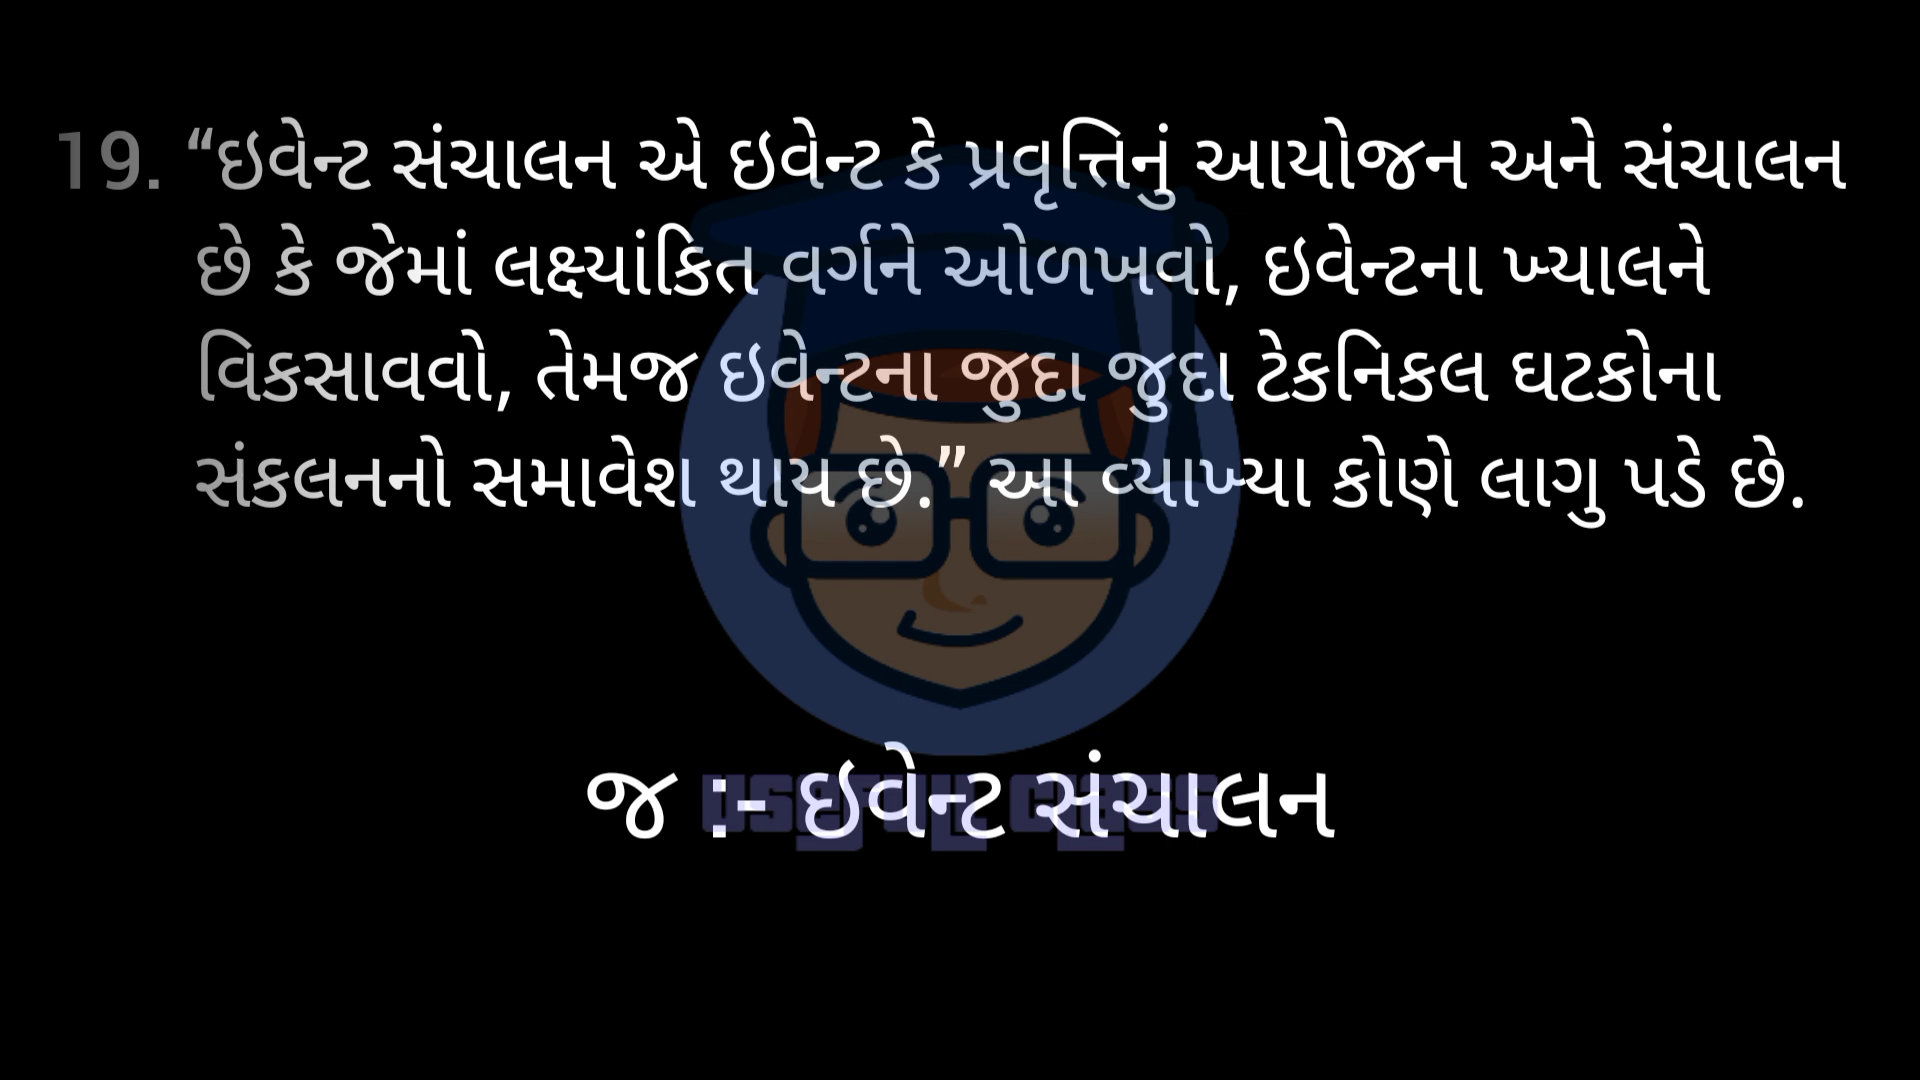 19. “ઇવેન્ટ સંચાલન એ ઇવેન્ટ કે પ્રવૃત્તિનું આયોજન અને સંચાલન
છે કે જેમાં લક્ષ્યાંકિત વર્ગને ઓળખવો, ઇવેન્ટના ખ્યાલને
વિકસાવવો, તેમજ ઇવેન્ટના જુદા જુદા ટેકનિકલ ઘટકોના
સંકલનનો સમાવેશ થાય છે.” આ વ્યાખ્યા કોણે લાગુ પડે છે.
જ :- ઇવેન્ટ સંચાલન